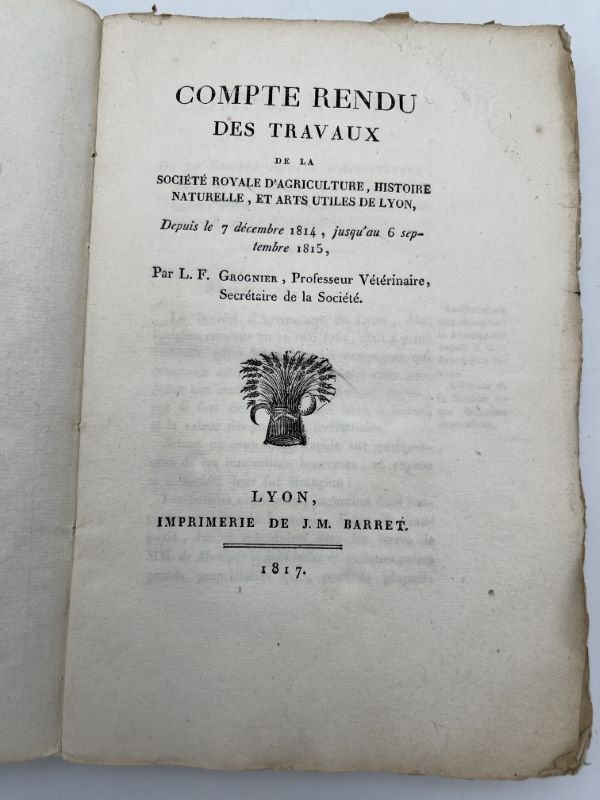 COMPTE RENDU
DES TRAVAUX
DE LA
SOCIÉTÉ ROYALE D'AGRICULTURE, HISTOIRE
NATURELLE, ET ARTS UTILES DE LYON,
Depuis le 7 décembre 1814, jusqu'au 6 sep-
tembre 1815,
Par L. F. GROGNIER, Professeur Vétérinaire,
Secrétaire de la Société.
LYON,
IMPRIMERIE DE J. M. BARRET.
1817.